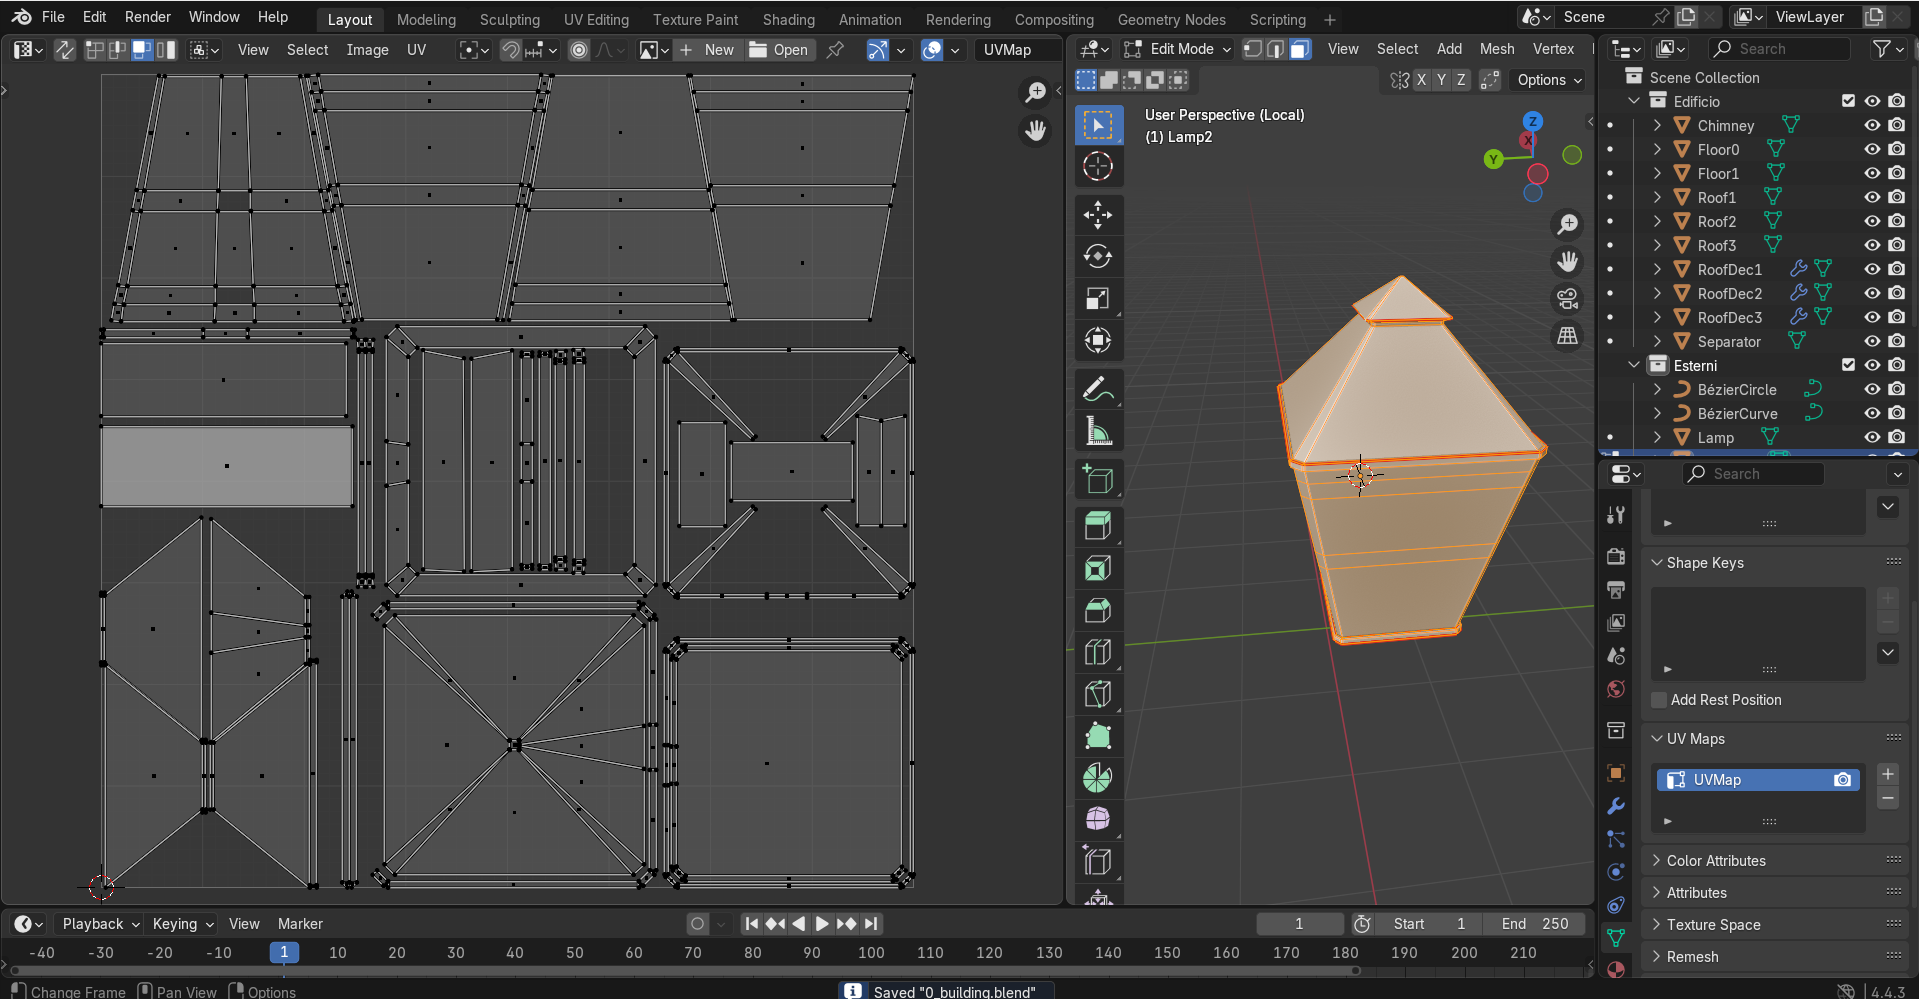 File Edit Render Window Help Layout Modeling Sculpting UV Editing Texture Paint Shading Animation Rendering Compositing Geometry Nodes Scripting Scene ViewLayer
View Select Image UV New Open UVMap Edit Mode View Select Add Mesh Vertex Search
X Y Z Options
User Perspective (Local)
(1) Lamp2
Z
X
Y
Scene Collection
Edificio
Chimney
Floor0
Floor1
Roof1
Roof2
Roof3
RoofDec1
RoofDec2
RoofDec3
Separator
Esterni
BézierCircle
BézierCurve
Lamp
Search
Shape Keys
Add Rest Position
UV Maps
UVMap
Color Attributes
Attributes
Texture Space
Remesh
Playback Keying View Marker 1 Start 1 End 250
-40 -30 -20 -10 1 10 20 30 40 50 60 70 80 90 100 110 120 130 140 150 160 170 180 190 200 210
Change Frame Pan View Options Saved "0_building.blend" 4.4.3